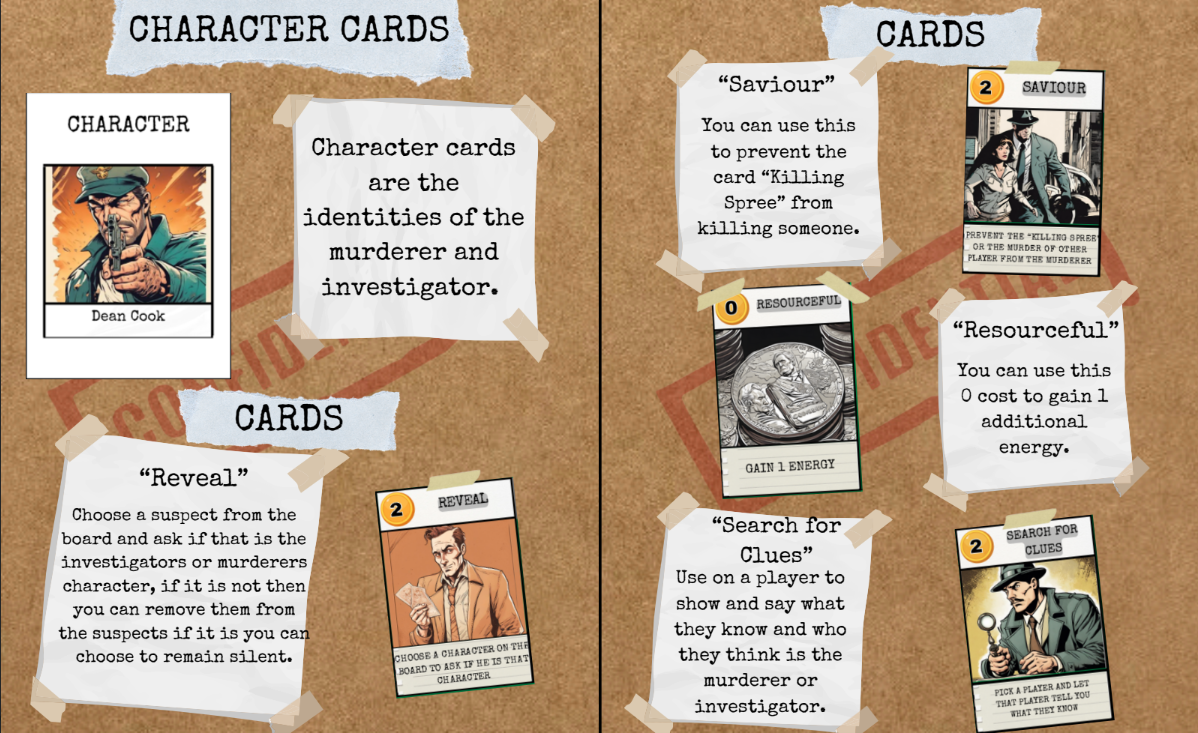 CHARACTER CARDS
CHARACTER
Dean Cook
Character cards
are the
identities of the
murderer and
investigator.
CARDS
“Reveal”
Choose a suspect from the
board and ask if that is the
investigators or murderers
character, if it is not then
you can remove them from
the suspects if it is you can
choose to remain silent.
2
REVEAL
CHOOSE A CHARACTER ON THE
BOARD TO ASK IF HE IS THAT
CHARACTER
CARDS
“Saviour”
You can use this
to prevent the
card “Killing
Spree” from
killing someone.
2
SAVIOUR
PREVENT THE “KILLING SPREE”
OR THE MURDER OF OTHER
PLAYER FROM THE MURDERER
0
RESOURCEFUL
GAIN 1 ENERGY
“Resourceful”
You can use this
0 cost to gain 1
additional
energy.
“Search for
Clues”
Use on a player to
show and say what
they know and who
they think is the
murderer or
investigator.
2
SEARCH FOR
CLUES
PICK A PLAYER AND LET
THAT PLAYER TELL YOU
WHAT THEY KNOW